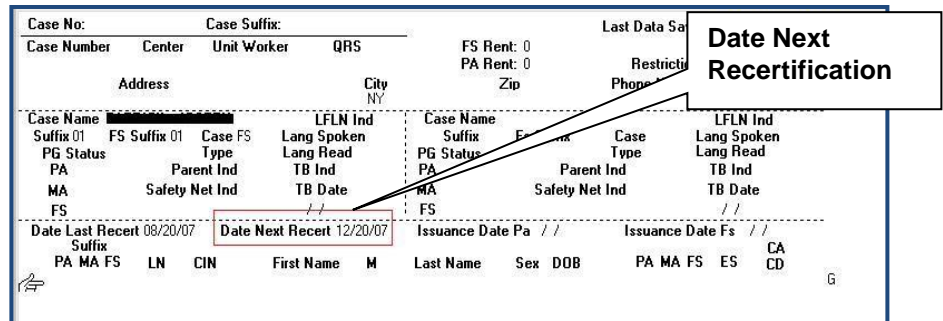 Case No: Case Suffix: Last Data Sa
Date Next
Recertification
Case Number Center Unit Worker QRS FS Rent: 0
PA Rent: 0 Restricti
Address City Zip Phone
NY
Case Name LFLN Ind Case Name LFLN Ind
Suffix 01 FS Suffix 01 Case FS Lang Spoken Suffix Case Lang Spoken
PG Status Type Lang Read PG Status Type Lang Read
PA Parent Ind TB Ind PA Parent Ind TB Ind
MA Safety Net Ind TB Date MA Safety Net Ind TB Date
FS / / FS / /
Date Last Recert 08/20/07 Date Next Recert 12/20/07 Issuance Date Pa / / Issuance Date Fs / /
Suffix CA
PA MA FS LN CIN First Name M Last Name Sex DOB PA MA FS ES CD
G